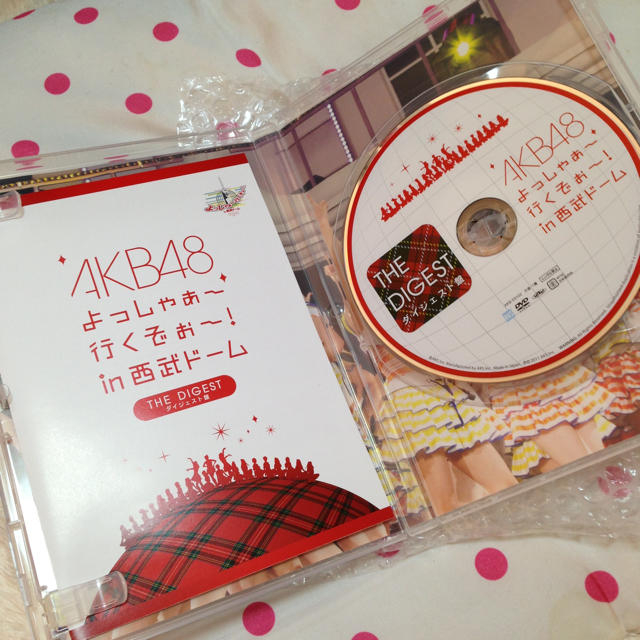 AKB48
よっしゃぁ～
行くぞぉ～!
in 西武ドーム
THE DIGEST
ダイジェスト盤
AKB48
よっしゃぁ～
行くぞぉ～!
in 西武ドーム
THE
DIGEST
ダイジェスト盤
DVD